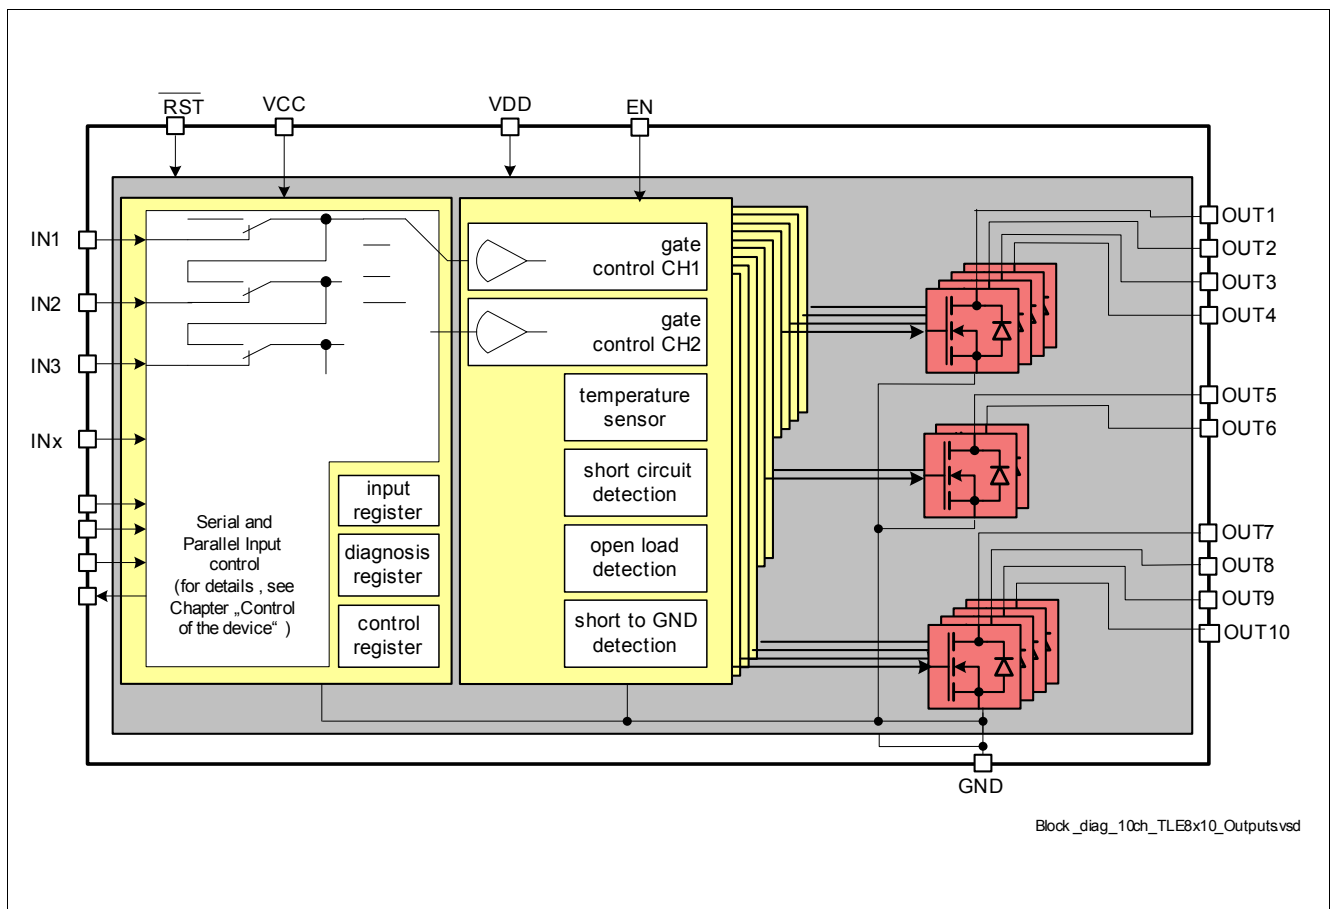 RST
VCC
VDD
EN
IN1
IN2
IN3
INx
Serial and
Parallel Input
control
(for details , see
Chapter „Control
of the device“ )
input
register
diagnosis
register
control
register
gate
control CH1
gate
control CH2
temperature
sensor
short circuit
detection
open load
detection
short to GND
detection
OUT1
OUT2
OUT3
OUT4
OUT5
OUT6
OUT7
OUT8
OUT9
OUT10
GND
Block_diag_10ch_TLE8x10_Outputs.vsd